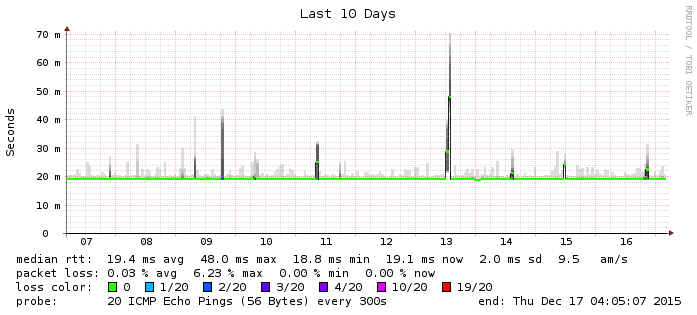 Last 10 Days
RRDTOOL / TOBI OETIKER
Seconds
70 m
60 m
50 m
40 m
30 m
20 m
10 m
0
07 08 09 10 11 12 13 14 15 16
median rtt: 19.4 ms avg 48.0 ms max 18.8 ms min 19.1 ms now 2.0 ms sd 9.5 am/s
packet loss: 0.03 % avg 6.23 % max 0.00 % min 0.00 % now
loss color: 0 1/20 2/20 3/20 4/20 10/20 19/20
probe: 20 ICMP Echo Pings (56 Bytes) every 300s end: Thu Dec 17 04:05:07 2015